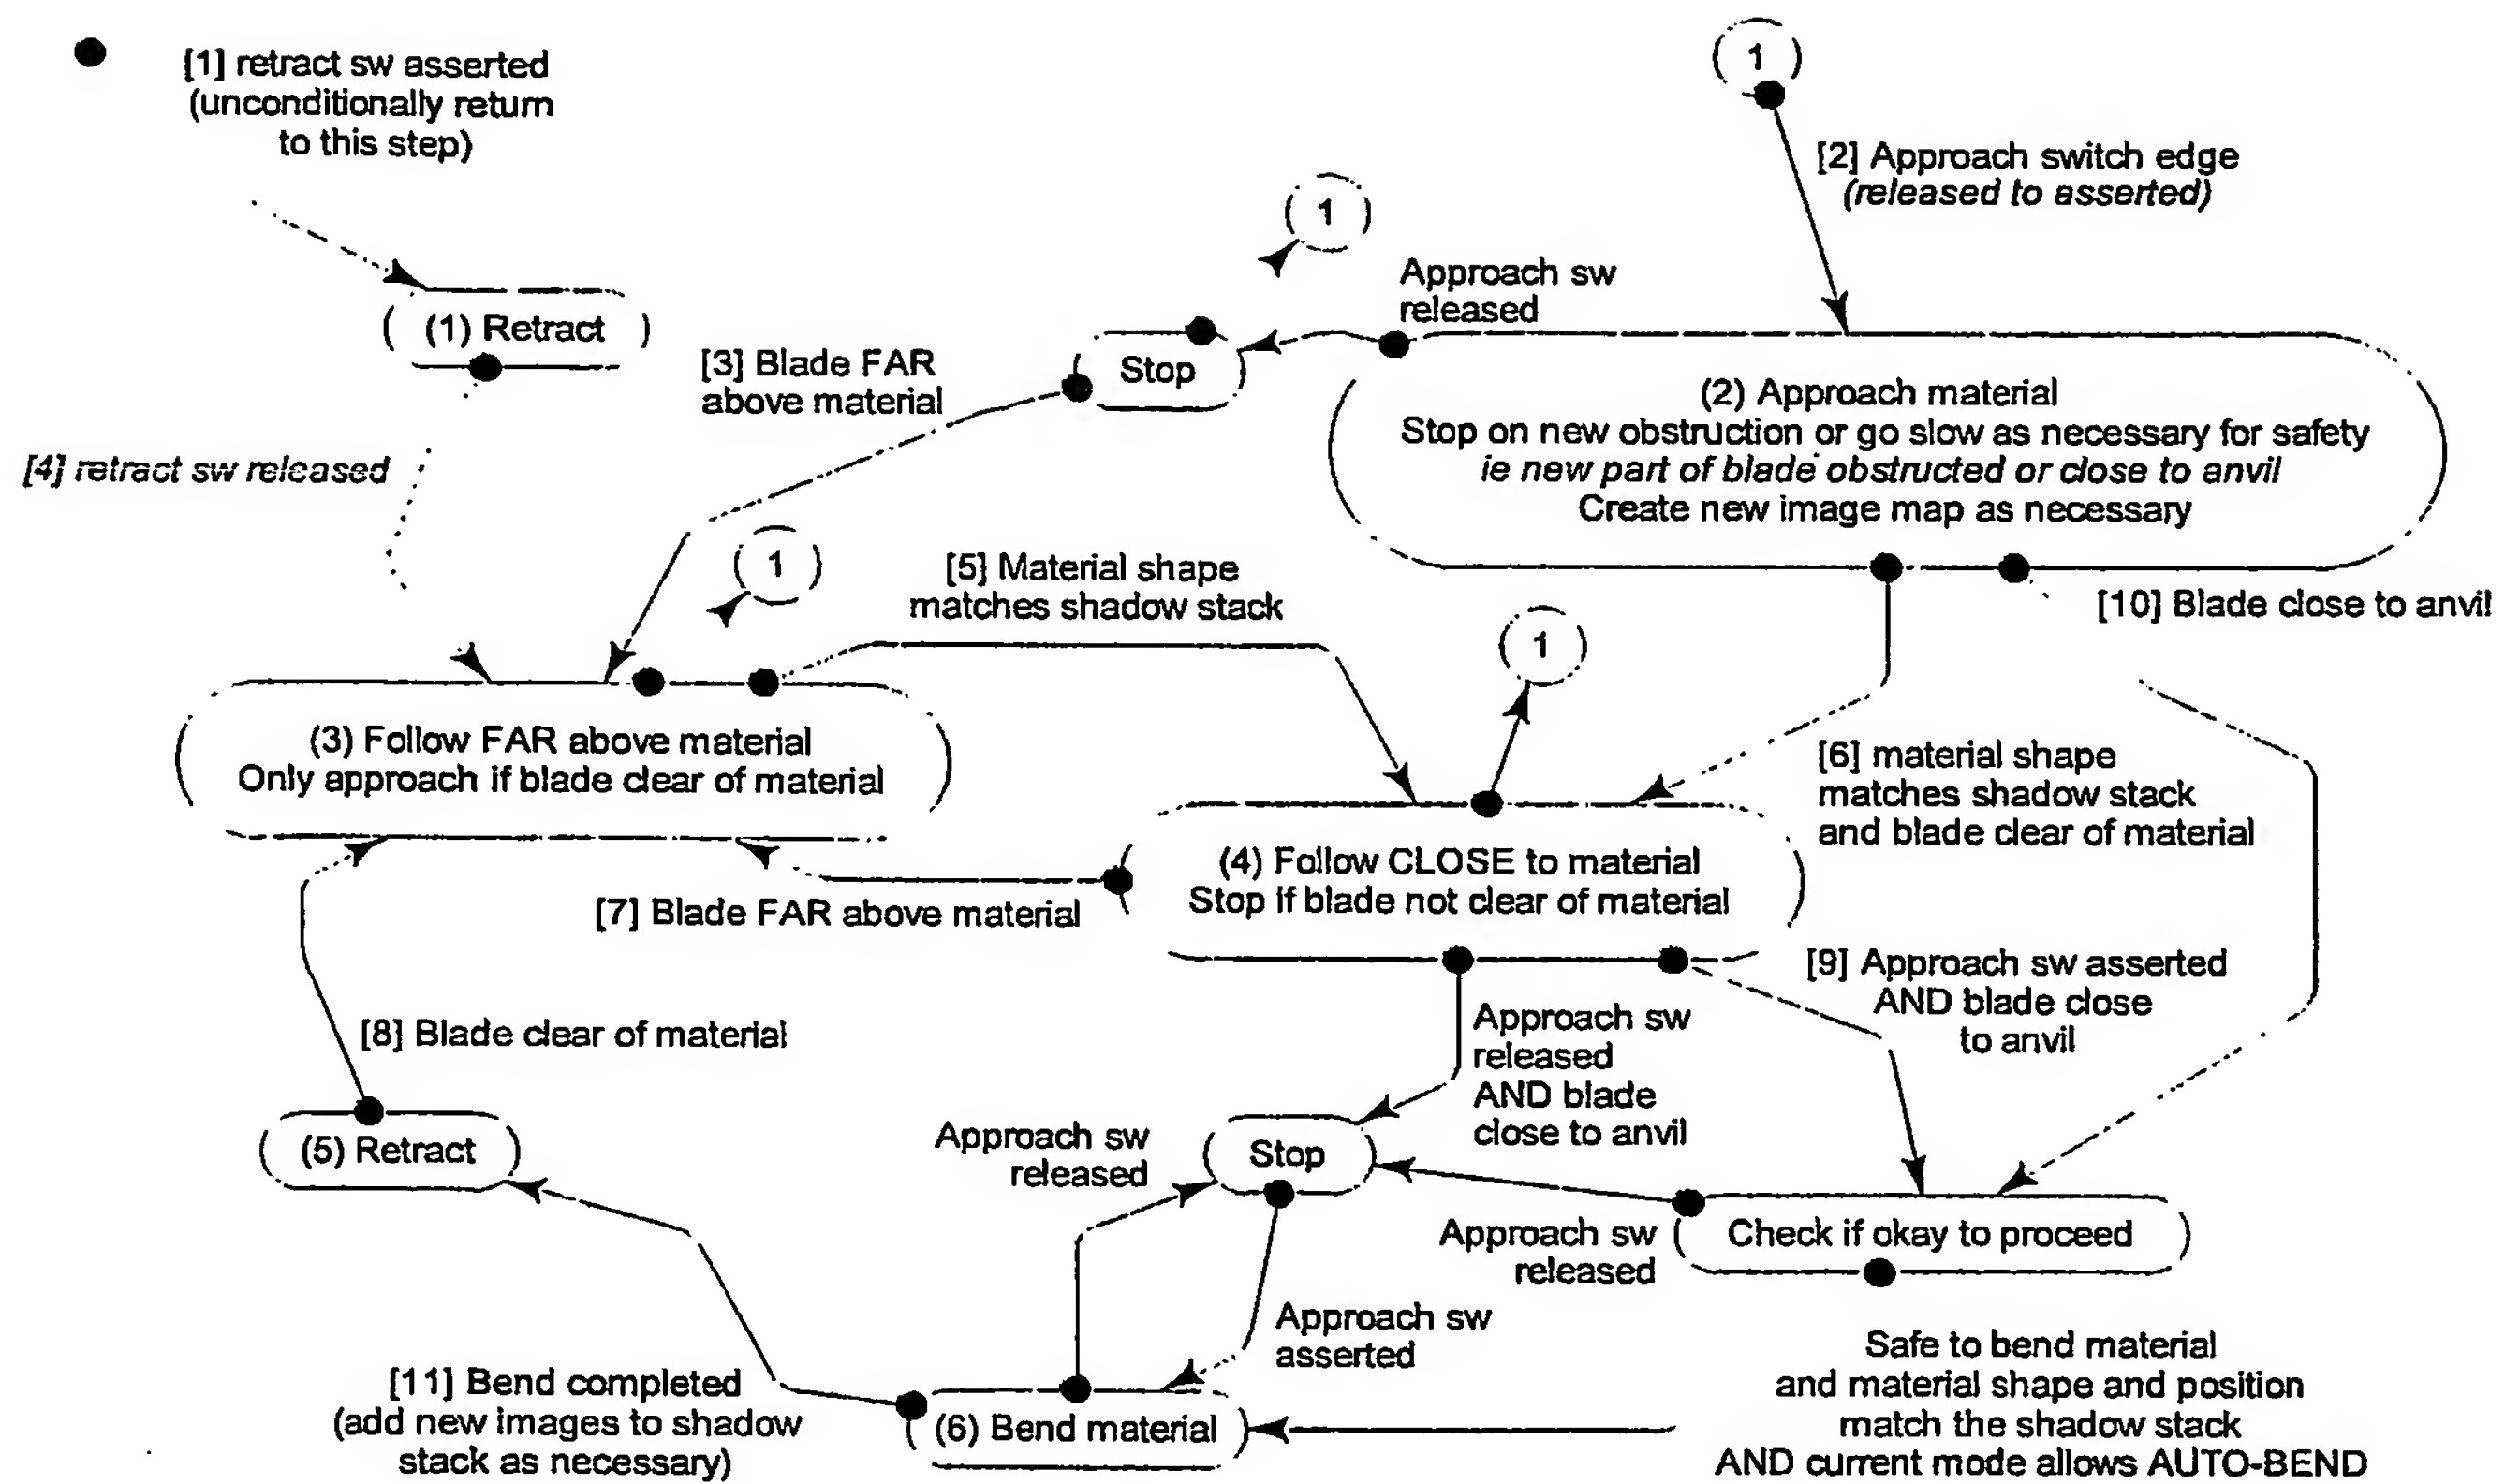 [1] retract sw asserted
(unconditionally return
to this step)
1
[2] Approach switch edge
(released to asserted)
1
Approach sw
released
(1) Retract
[3] Blade FAR
above material
Stop
(2) Approach material
Stop on new obstruction or go slow as necessary for safety
ie new part of blade obstructed or close to anvil
Create new image map as necessary
[4] retract sw released
1
[5] Material shape
matches shadow stack
1
[10] Blade close to anvil
(3) Follow FAR above material
Only approach if blade clear of material
[6] material shape
matches shadow stack
and blade clear of material
(4) Follow CLOSE to material
Stop if blade not clear of material
[7] Blade FAR above material
[9] Approach sw asserted
AND blade close
to anvil
[8] Blade clear of material
Approach sw
released
AND blade
close to anvil
(5) Retract
Approach sw
released
Stop
Approach sw
released
Check if okay to proceed
Approach sw
asserted
[11] Bend completed
(add new images to shadow
stack as necessary)
(6) Bend material
Safe to bend material
and material shape and position
match the shadow stack
AND current mode allows AUTO-BEND